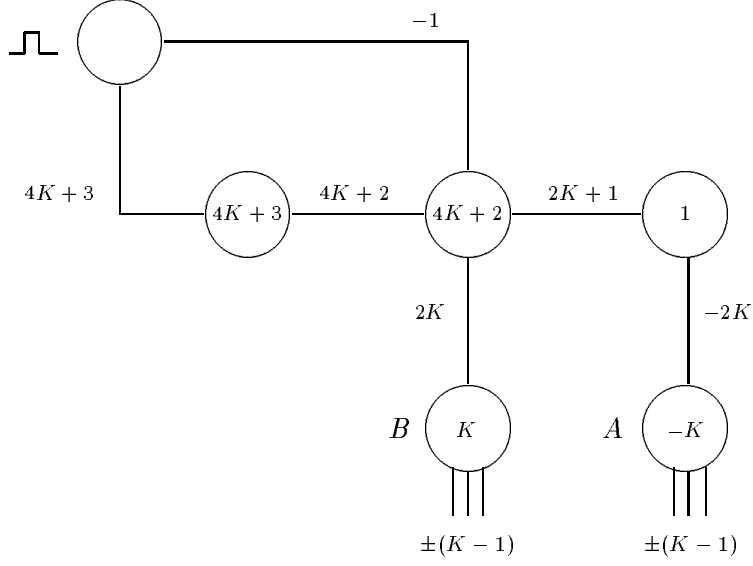 −1
4K + 3
4K + 3
4K + 2
4K + 2
2K + 1
1
2K
−2K
B
K
A
−K
±(K − 1)
±(K − 1)